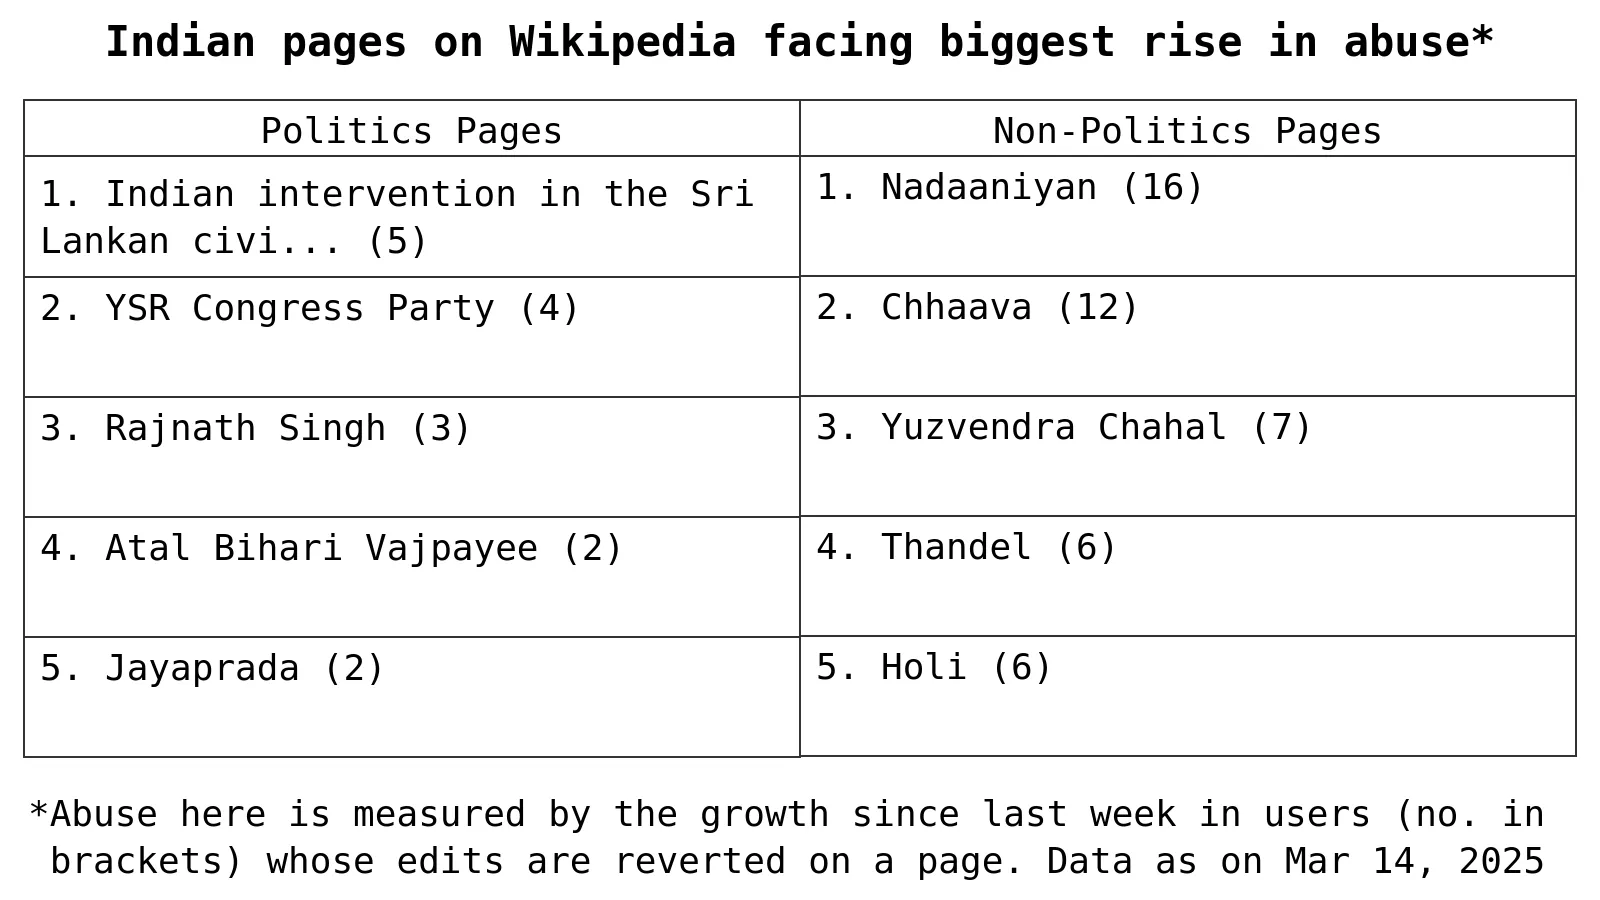 Indian pages on Wikipedia facing biggest rise in abuse*
Politics Pages
Non-Politics Pages
1. Indian intervention in the Sri
Lankan civi... (5)
1. Nadaaniyan (16)
2. YSR Congress Party (4)
2. Chhaava (12)
3. Rajnath Singh (3)
3. Yuzvendra Chahal (7)
4. Atal Bihari Vajpayee (2)
4. Thandel (6)
5. Jayaprada (2)
5. Holi (6)
*Abuse here is measured by the growth since last week in users (no. in
brackets) whose edits are reverted on a page. Data as on Mar 14, 2025